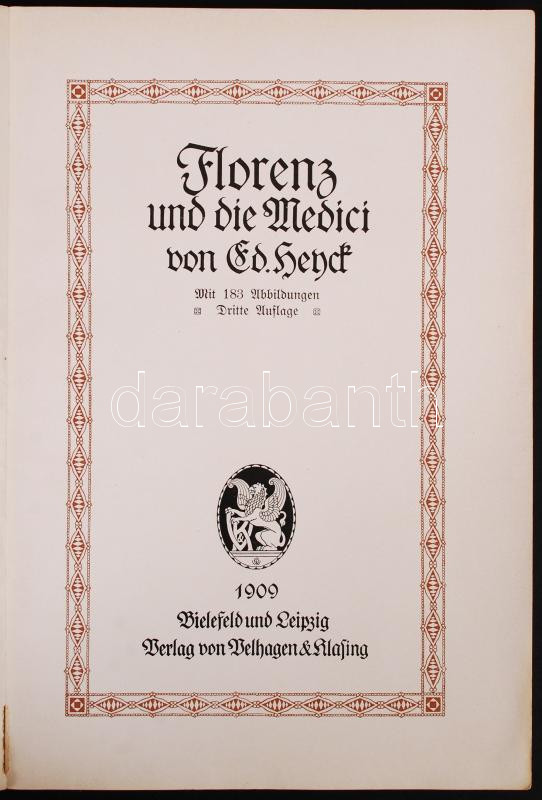 Florenz
und die Medici
von Ed. Heyck
Mit 183 Abbildungen
Dritte Auflage
darabanth
1909
Bielefeld und Leipzig
Verlag von Velhagen & Klasing